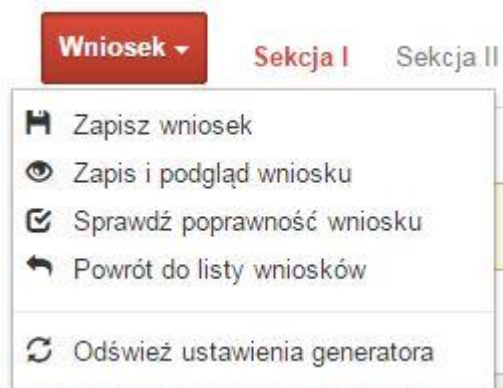 Wniosek Sekcja I Sekcja II
Zapisz wniosek
Zapis i podgląd wniosku
Sprawdź poprawność wniosku
Powrót do listy wniosków
Odśwież ustawienia generatora